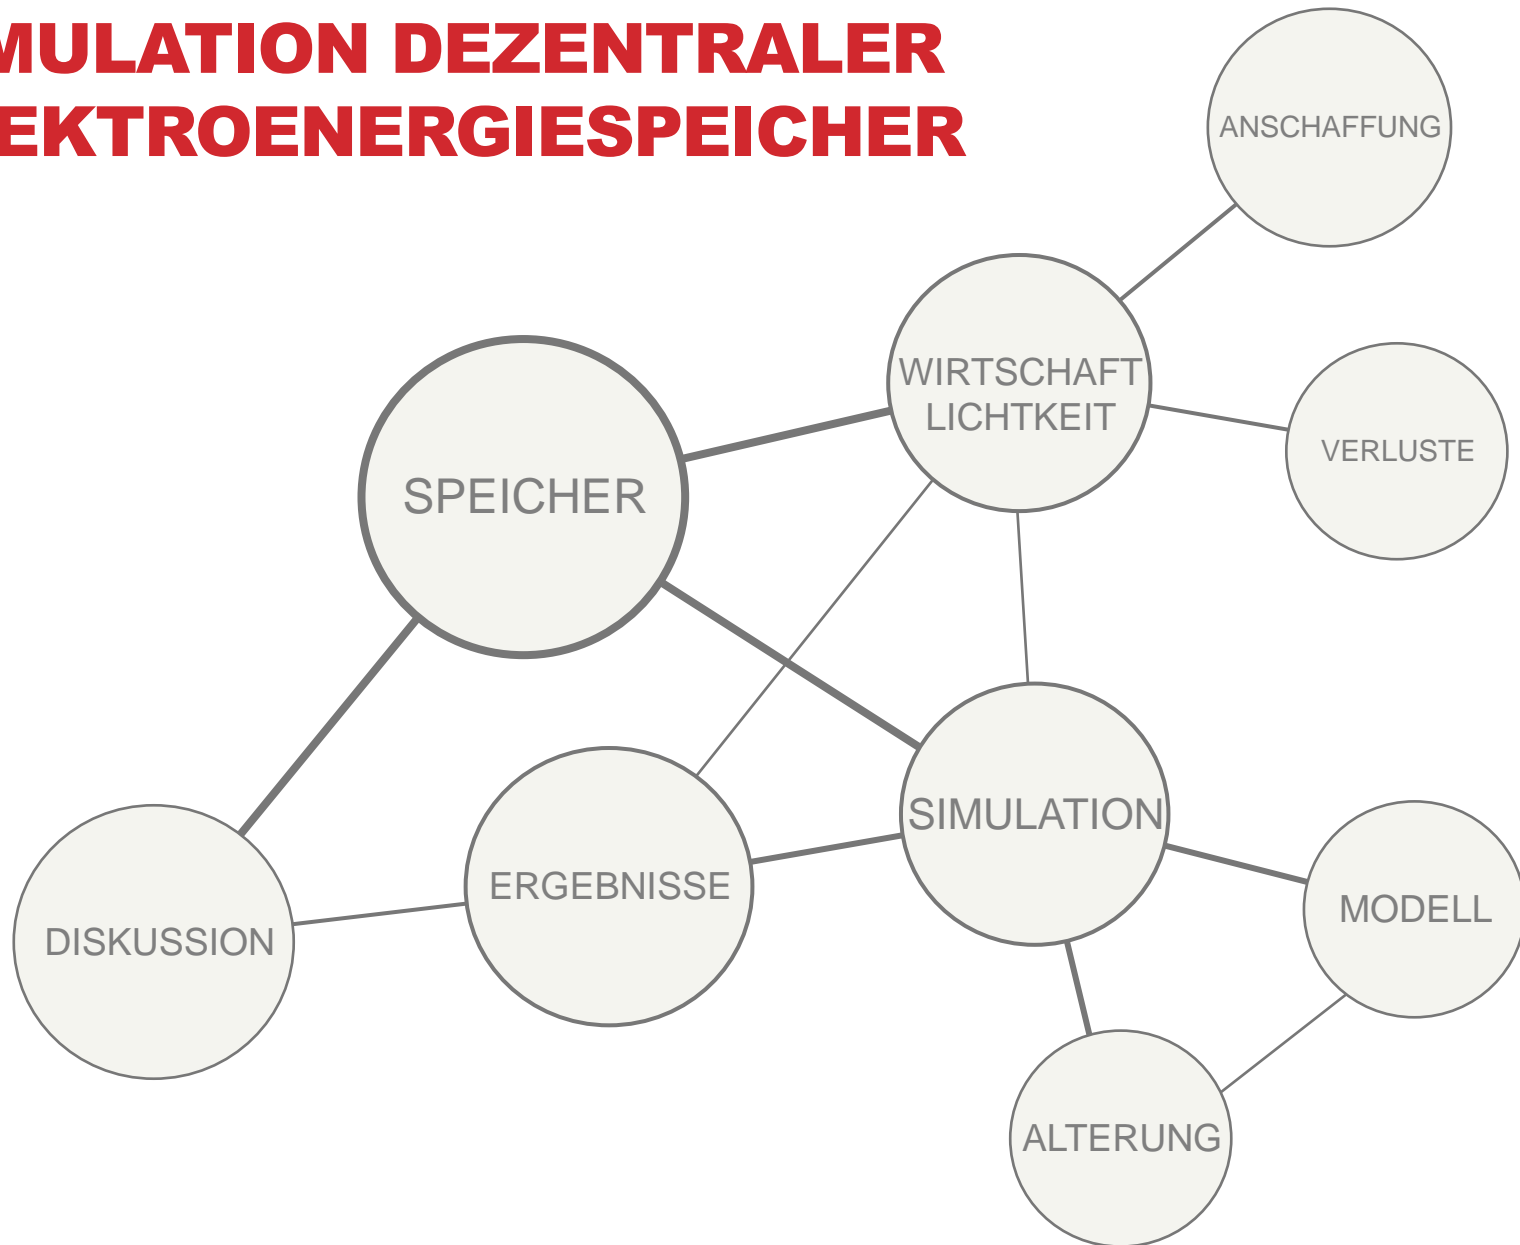 MULATION DEZENTRALER
EKTROENERGIESPEICHER
ANSCHAFFUNG
WIRTSCHAFT
LICHTKEIT
VERLUSTE
SPEICHER
SIMULATION
ERGEBNISSE
MODELL
DISKUSSION
ALTERUNG